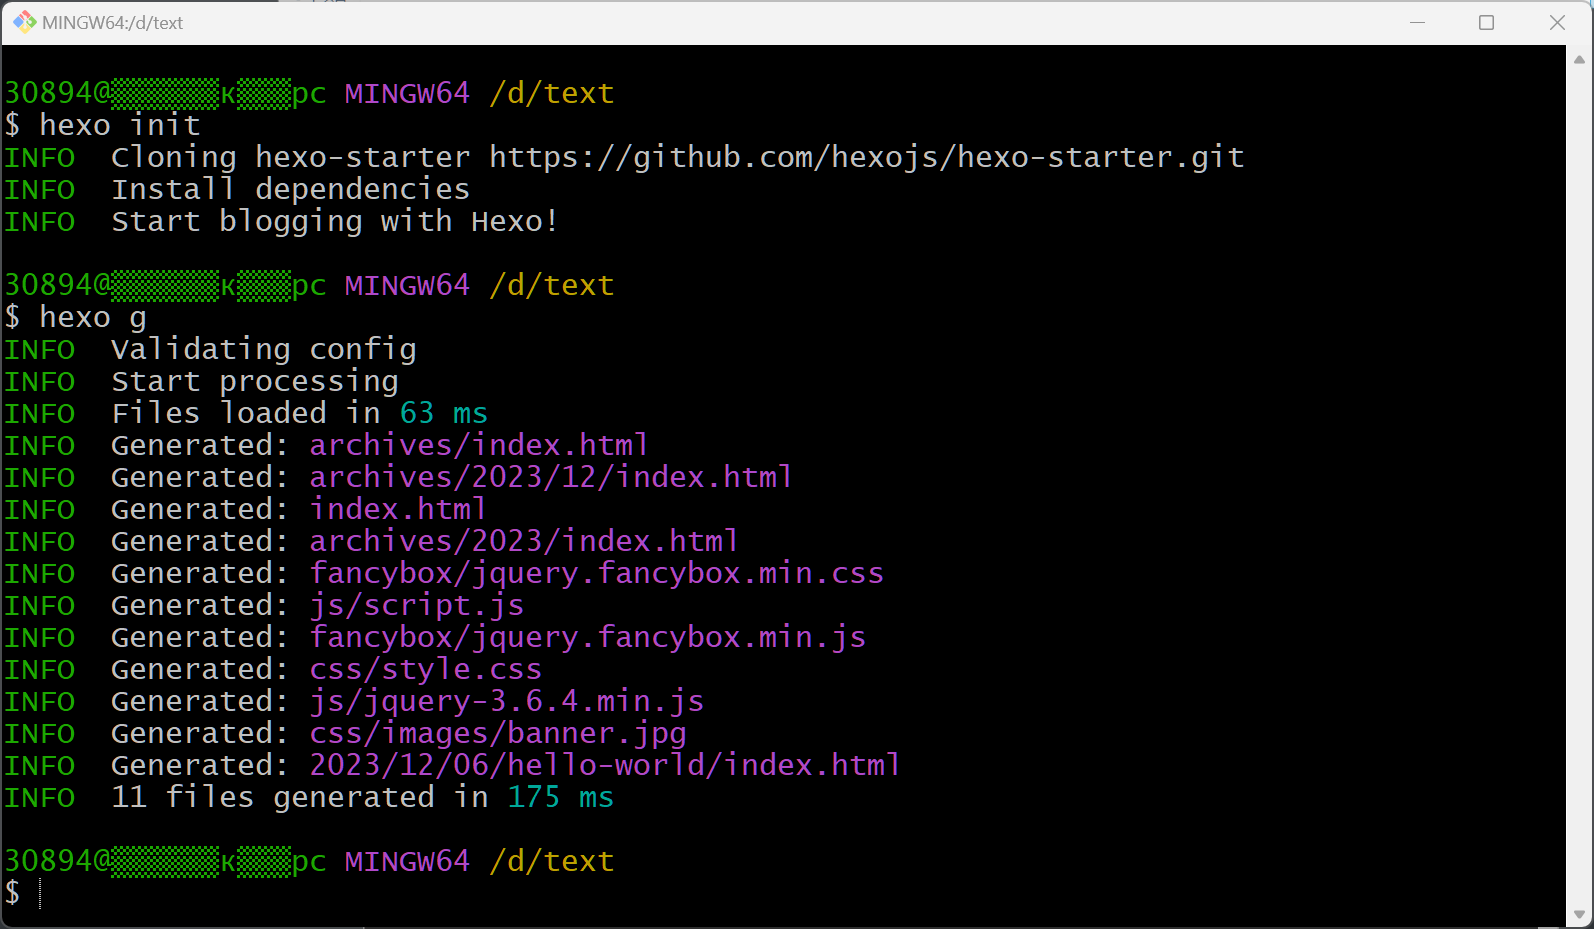 MINGW64:/d/text
30894@▒▒▒▒▒▒к▒▒▒pc MINGW64 /d/text
$ hexo init
INFO  Cloning hexo-starter https://github.com/hexojs/hexo-starter.git
INFO  Install dependencies
INFO  Start blogging with Hexo!
30894@▒▒▒▒▒▒к▒▒▒pc MINGW64 /d/text
$ hexo g
INFO  Validating config
INFO  Start processing
INFO  Files loaded in 63 ms
INFO  Generated: archives/index.html
INFO  Generated: archives/2023/12/index.html
INFO  Generated: index.html
INFO  Generated: archives/2023/index.html
INFO  Generated: fancybox/jquery.fancybox.min.css
INFO  Generated: js/script.js
INFO  Generated: fancybox/jquery.fancybox.min.js
INFO  Generated: css/style.css
INFO  Generated: js/jquery-3.6.4.min.js
INFO  Generated: css/images/banner.jpg
INFO  Generated: 2023/12/06/hello-world/index.html
INFO  11 files generated in 175 ms
30894@▒▒▒▒▒▒к▒▒▒pc MINGW64 /d/text
$